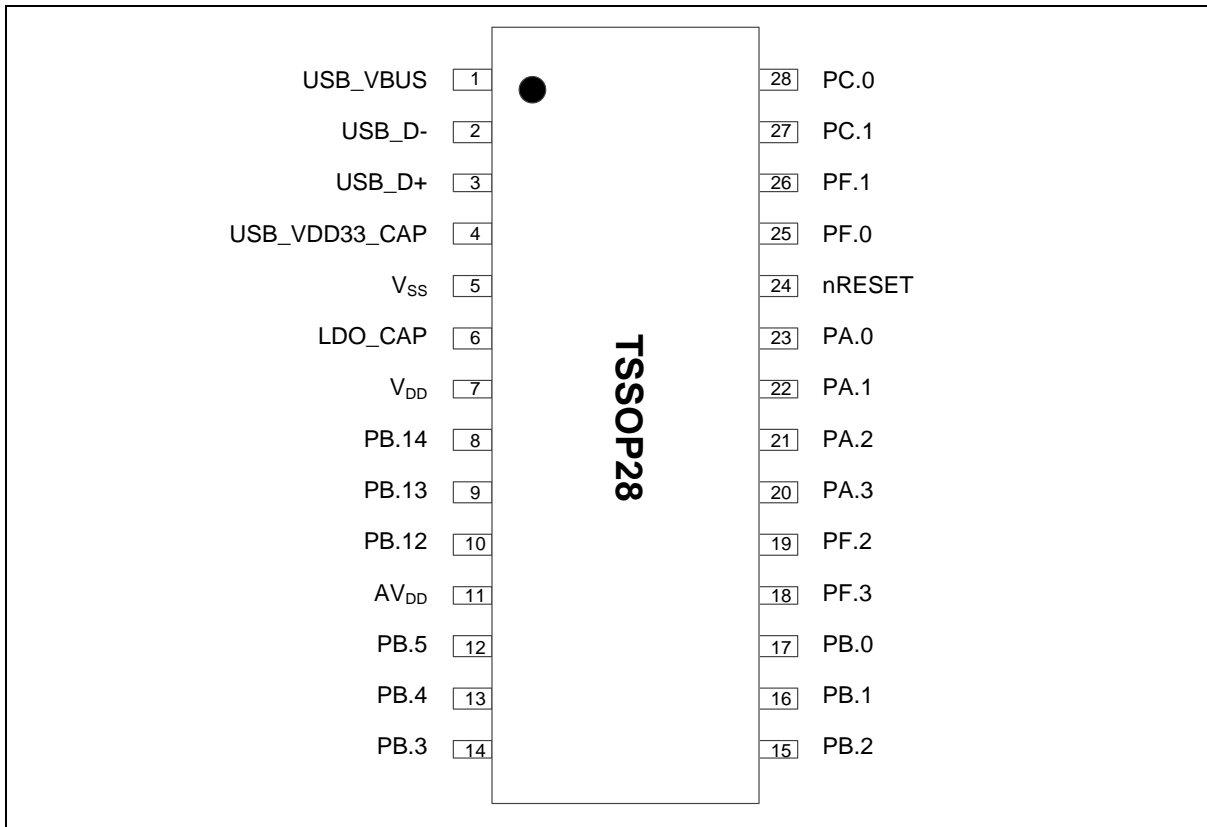 USB_VBUS 1 28 PC.0
USB_D- 2 27 PC.1
USB_D+ 3 26 PF.1
USB_VDD33_CAP 4 25 PF.0
VSS 5 24 nRESET
LDO_CAP 6 23 PA.0
VDD 7 22 PA.1
PB.14 8 21 PA.2
PB.13 9 20 PA.3
PB.12 10 19 PF.2
AVDD 11 18 PF.3
PB.5 12 17 PB.0
PB.4 13 16 PB.1
PB.3 14 15 PB.2
TSSOP28